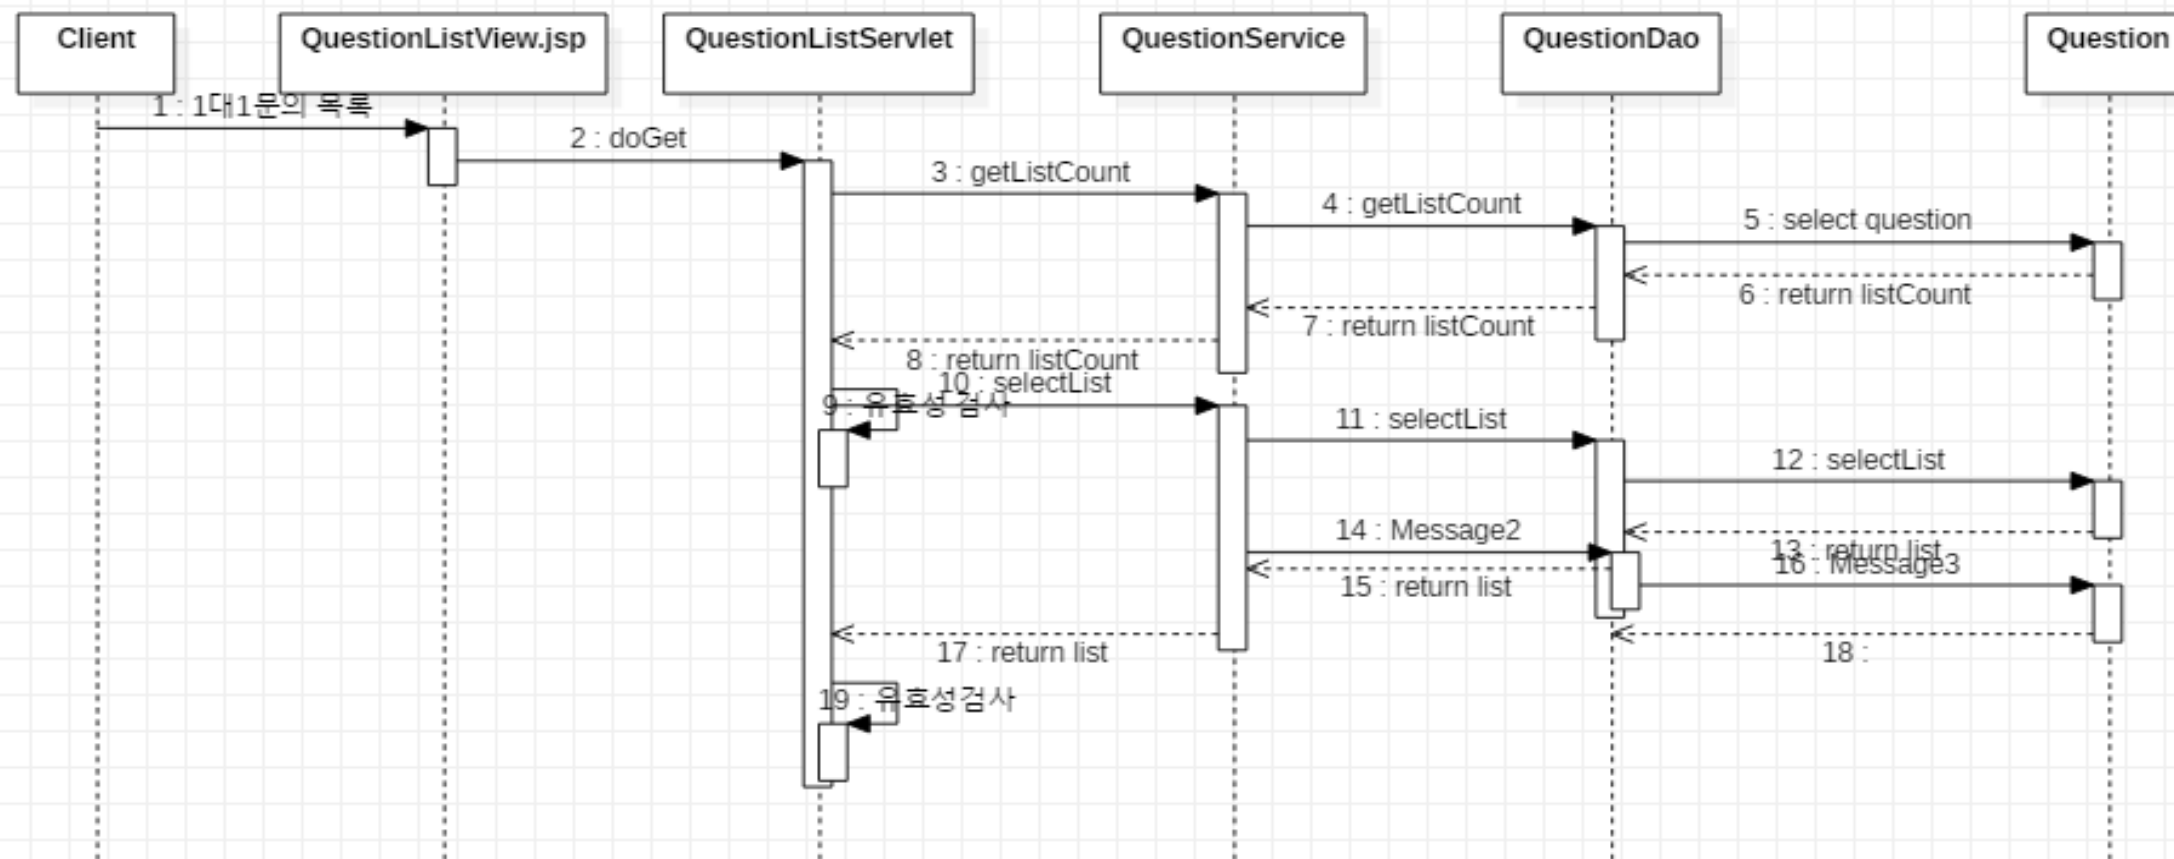 Client
QuestionListView.jsp
QuestionListServlet
QuestionService
QuestionDao
Question
1 : 1대1문의 목록
2 : doGet
3 : getListCount
4 : getListCount
5 : select question
6 : return listCount
7 : return listCount
8 : return listCount
10 : selectList
9 : 유효성 검사
11 : selectList
12 : selectList
14 : Message2
13 : return list
16 : Message3
15 : return list
17 : return list
18 :
19 : 유효성검사